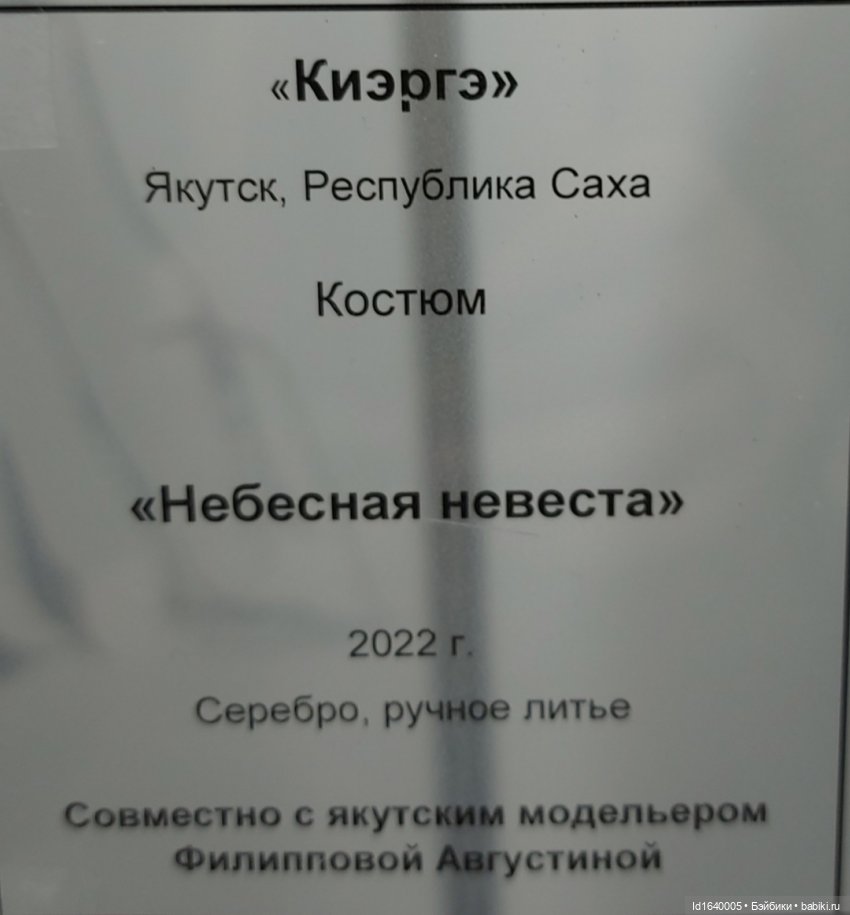 «Киэргэ»
Якутск, Республика Саха
Костюм
«Небесная невеста»
2022 г.
Серебро, ручное литье
Совместно с якутским модельером
Филипповой Августиной
Id1640005 • Бэйбики • babiki.ru